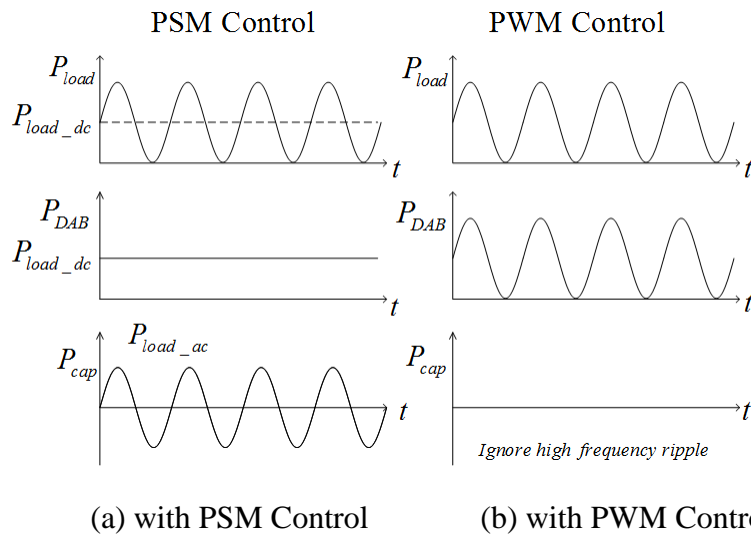 PSM Control
PWM Control
P_load
P_load_dc
t
P_load
t
P_DAB
P_load_dc
t
P_DAB
t
P_cap
P_load_ac
t
P_cap
t
Ignore high frequency ripple
(a) with PSM Control
(b) with PWM Contro